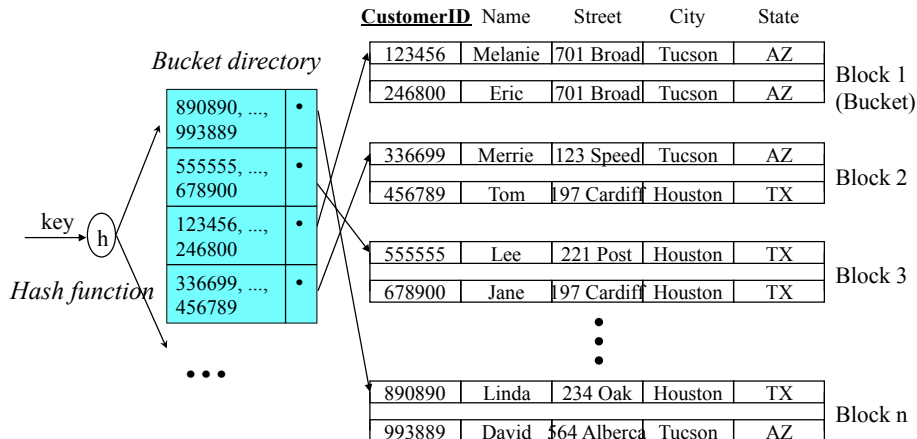 CustomerID Name Street City State
Bucket directory
890890, ...,
993889
555555, ...,
678900
123456, ...,
246800
336699, ...,
456789
key
h
Hash function
123456 Melanie 701 Broad Tucson AZ
246800 Eric 701 Broad Tucson AZ
Block 1
(Bucket)
336699 Merrie 123 Speed Tucson AZ
456789 Tom 197 Cardiff Houston TX
Block 2
555555 Lee 221 Post Houston TX
678900 Jane 197 Cardiff Houston TX
Block 3
890890 Linda 234 Oak Houston TX
993889 David 564 Alberca Tucson AZ
Block n